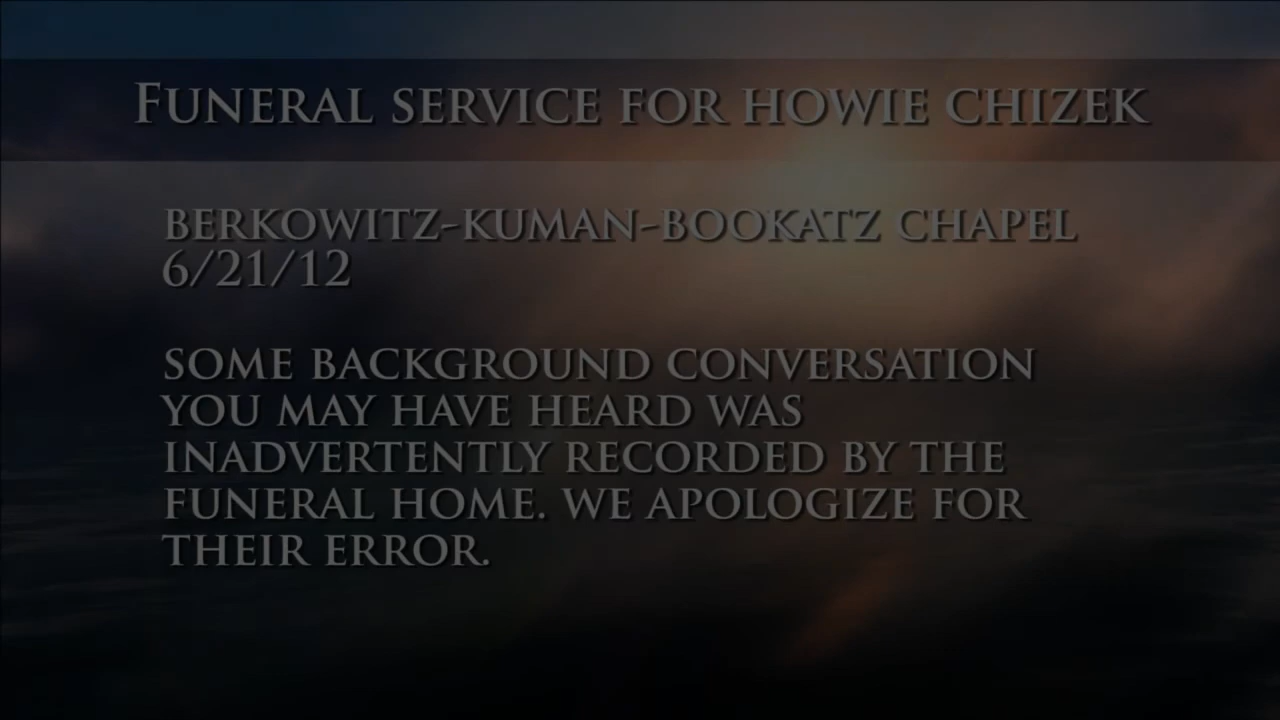 FUNERAL SERVICE FOR HOWIE CHIZEK
BERKOWITZ-KUMAN-BOOKATZ CHAPEL
6/21/12
SOME BACKGROUND CONVERSATION
YOU MAY HAVE HEARD WAS
INADVERTENTLY RECORDED BY THE
FUNERAL HOME. WE APOLOGIZE FOR
THEIR ERROR.